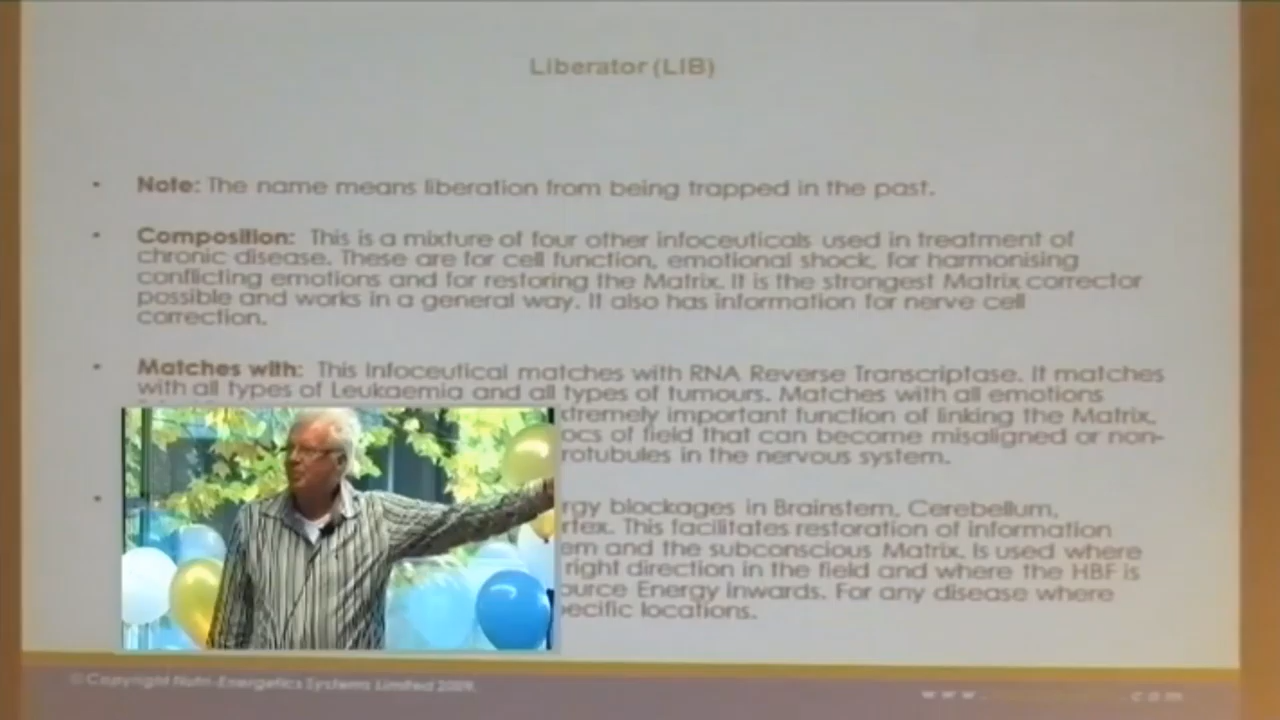 Liberator (LIB)
• Note: The name means liberation from being trapped in the past.
• Composition: This is a mixture of four other infoceuticals used in treatment of
chronic disease. These are for cell function, emotional shock, for harmonising
conflicting emotions and for restoring the Matrix. It is the strongest Matrix corrector
possible and works in a general way. It also has information for nerve cell
correction.
• Matches with: This Infoceutical matches with RNA Reverse Transcriptase. It matches
with all types of Leukaemia and all types of tumours. Matches with all emotions
xtremely important function of linking the Matrix,
ocs of field that can become misaligned or non-
rotubules in the nervous system.
•
rgy blockages in Brainstem, Cerebellum,
rtex. This facilitates restoration of information
em and the subconscious Matrix. Is used where
right direction in the field and where the HBF is
ource Energy Inwards. For any disease where
pecific locations.
© Copyright Nutri-Energetics Systems Limited 2009.
www. .com